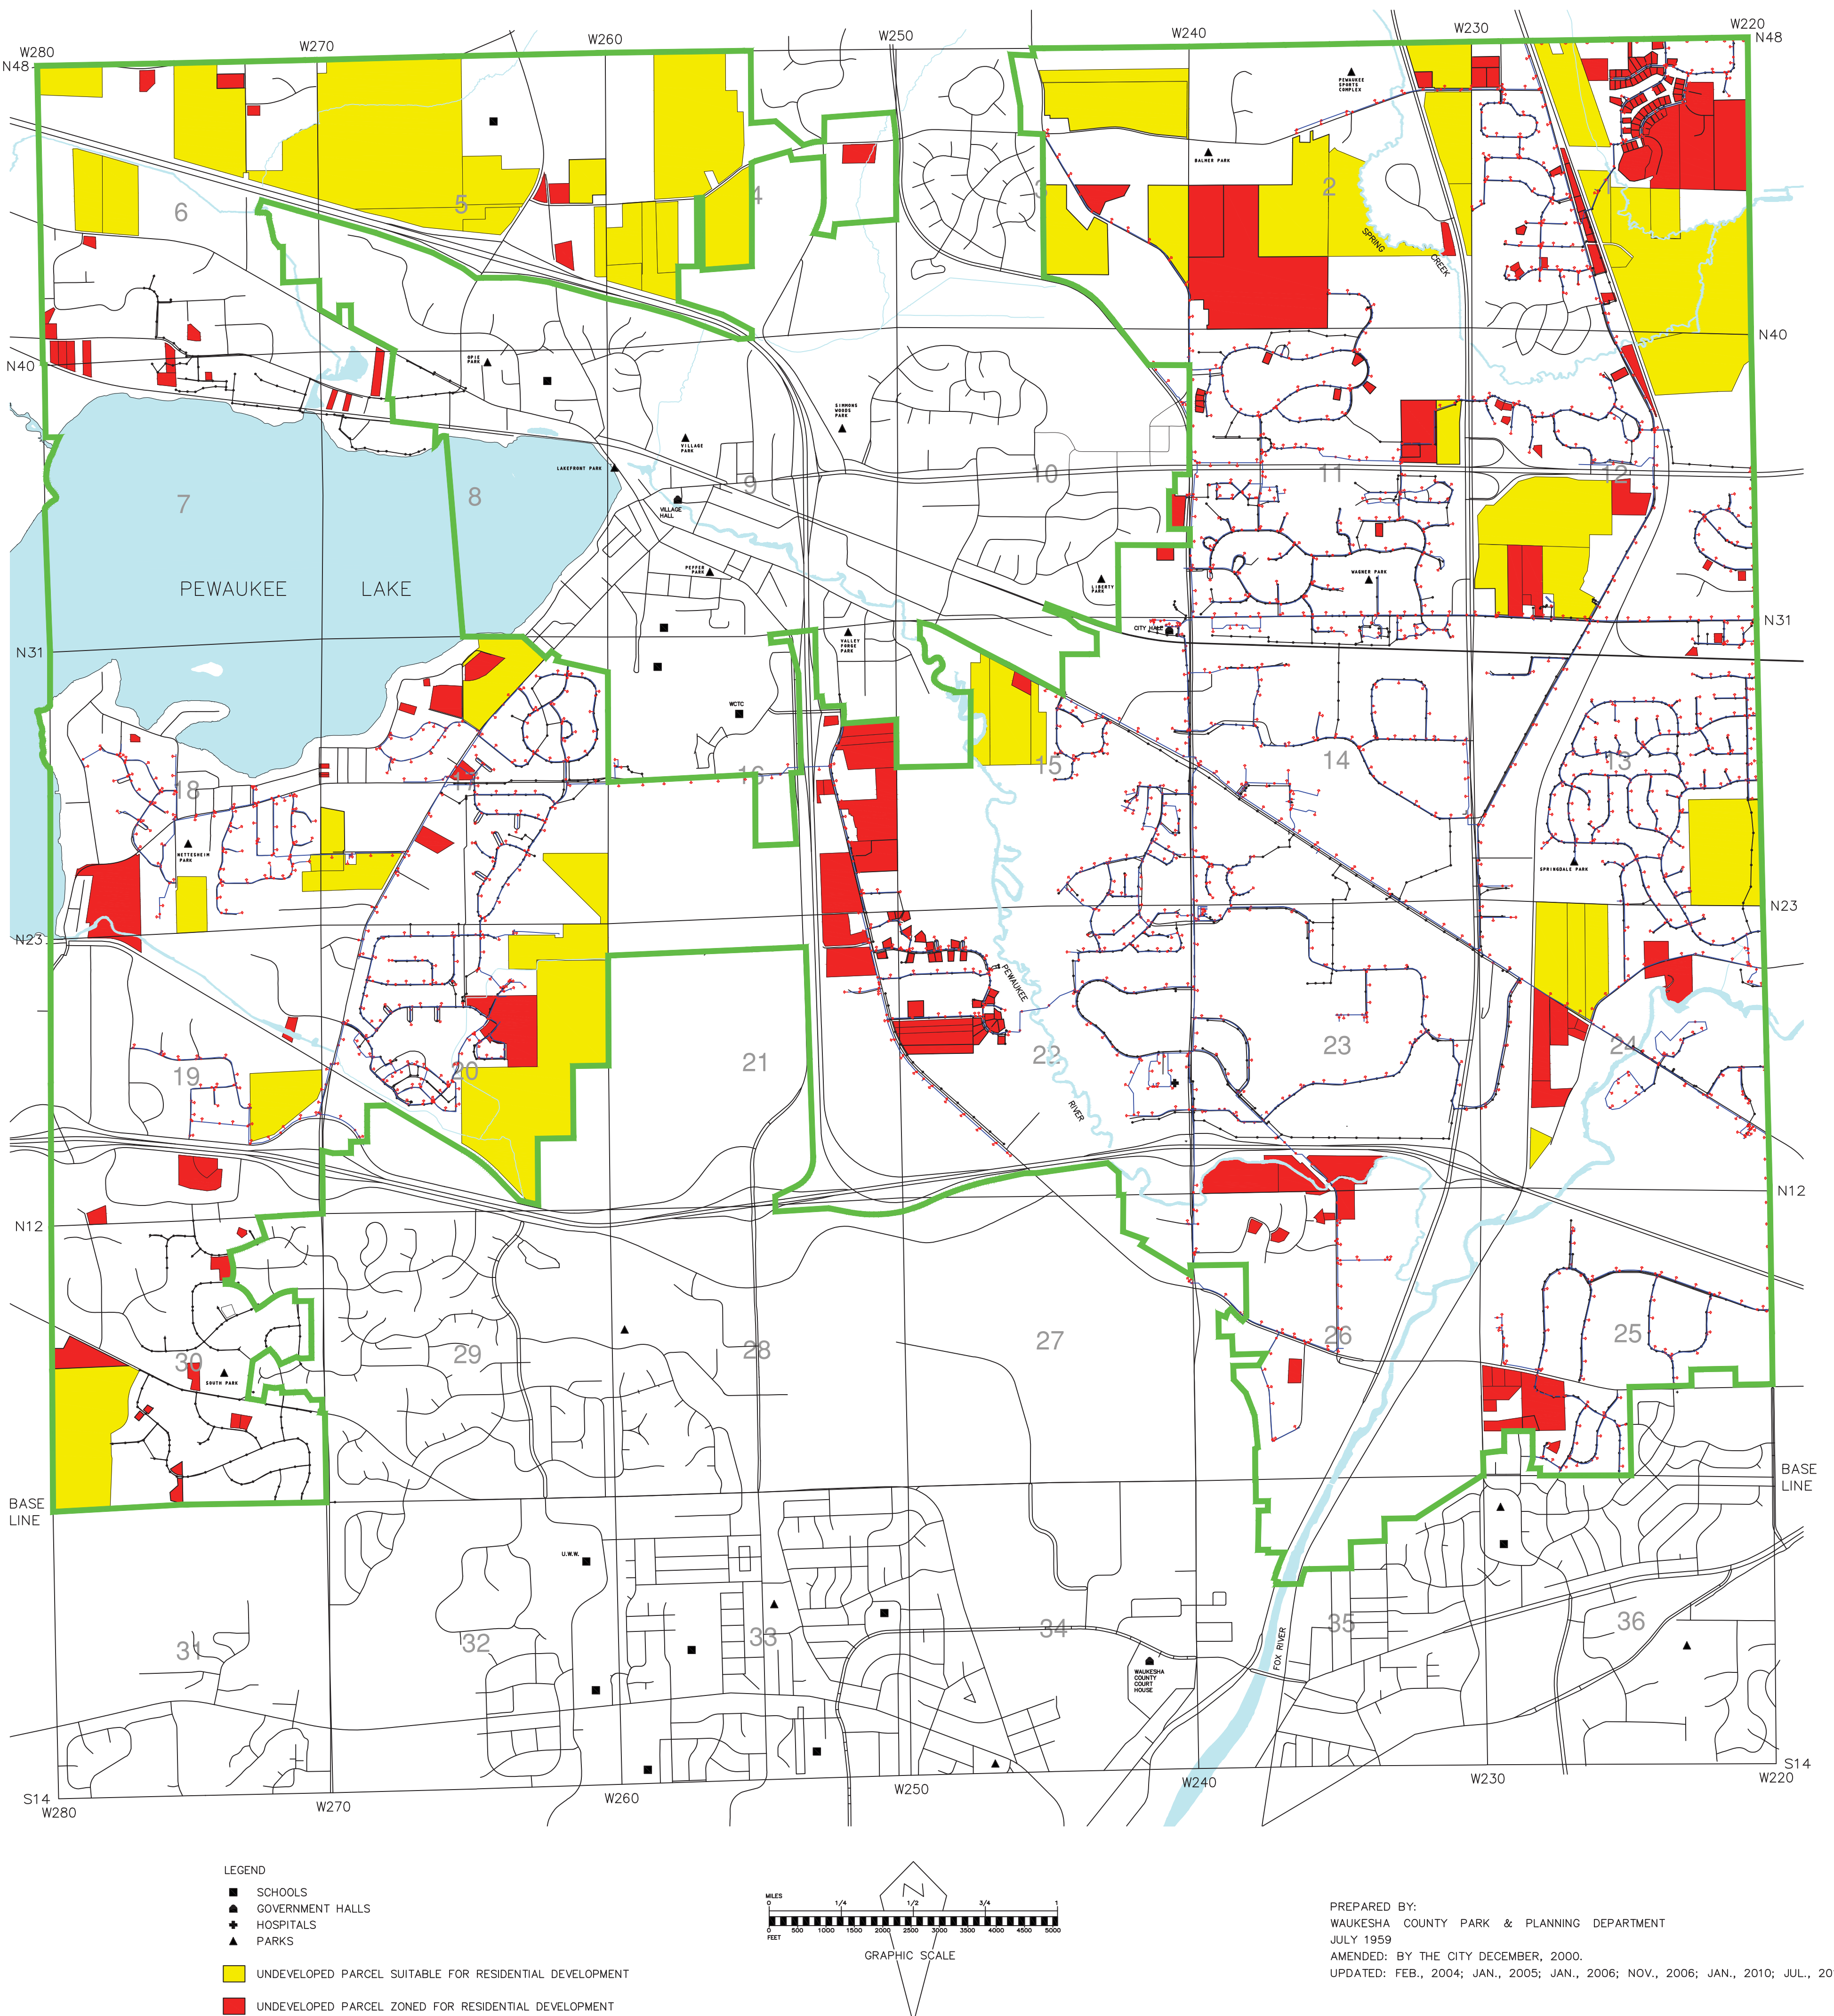 W280
W270
W260
W250
W240
W230
W220
N48
N48
PEWAUKEE
SPORTS
COMPLEX
BALMER PARK
6
5
4
3
2
SPRING
CREEK
N40
N40
OPIE
PARK
SIMMONS
WOODS
PARK
VILLAGE
PARK
LAKEFRONT PARK
7
8
9
10
11
12
VILLAGE
HALL
PEWAUKEE LAKE
PEFFER
PARK
LIBERTY
PARK
WAGNER PARK
CITY HALL
VALLEY
FORGE
PARK
N31
N31
WCTC
18
17
16
15
14
13
NETTESHEIM
PARK
SPRINGDALE PARK
N23
N23
PEWAUKEE
RIVER
19
20
21
22
23
24
N12
N12
30
29
28
27
26
25
SOUTH PARK
BASE
LINE
BASE
LINE
U.W.W.
31
32
33
34
35
36
WAUKESHA
COUNTY
COURT
HOUSE
FOX RIVER
S14
S14
W280
W270
W260
W250
W240
W230
W220
LEGEND
SCHOOLS
GOVERNMENT HALLS
HOSPITALS
PARKS
UNDEVELOPED PARCEL SUITABLE FOR RESIDENTIAL DEVELOPMENT
UNDEVELOPED PARCEL ZONED FOR RESIDENTIAL DEVELOPMENT
N
MILES
0 1/4 1/2 3/4 1
0 500 1000 1500 2000 2500 3000 3500 4000 4500 5000
FEET
GRAPHIC SCALE
PREPARED BY:
WAUKESHA COUNTY PARK & PLANNING DEPARTMENT
JULY 1959
AMENDED: BY THE CITY DECEMBER, 2000.
UPDATED: FEB., 2004; JAN., 2005; JAN., 2006; NOV., 2006; JAN., 2010; JUL., 20